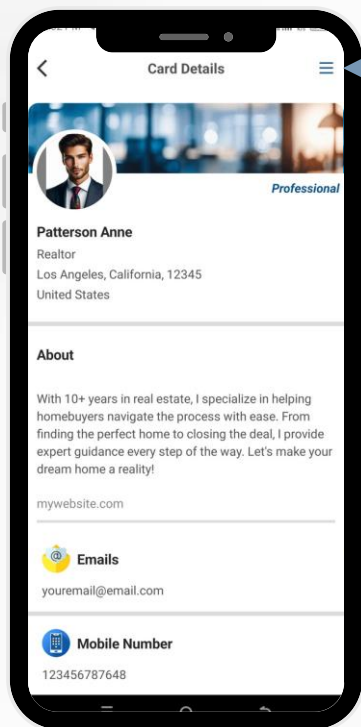 Card Details
Professional
Patterson Anne
Realtor
Los Angeles, California, 12345
United States
About
With 10+ years in real estate, I specialize in helping
homebuyers navigate the process with ease. From
finding the perfect home to closing the deal, I provide
expert guidance every step of the way. Let's make your
dream home a reality!
mywebsite.com
Emails
youremail@email.com
Mobile Number
123456787648